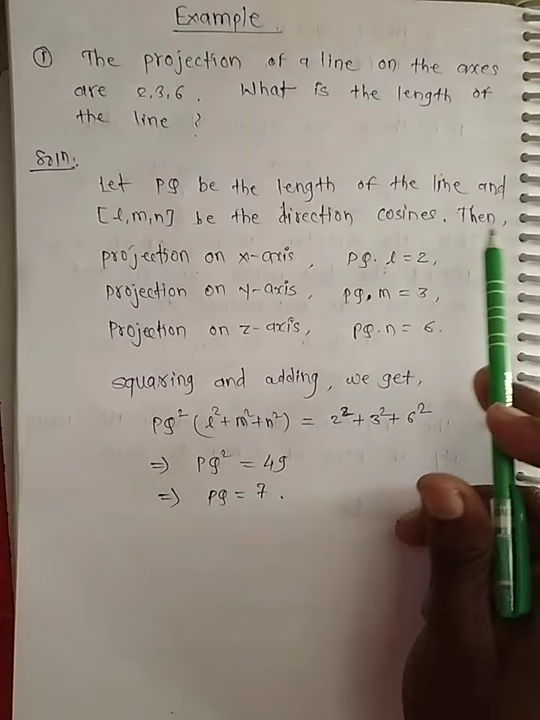 Example.
① The projection of a line on the axes
are 2,3,6. What is the length of
the line ?
Soln:
Let PQ be the length of the line and
[l,m,n] be the direction cosines. Then,
projection on x-axis, PQ. l = 2,
projection on y-axis, PQ. m = 3,
Projection on z-axis, PQ. n = 6.
squaring and adding, we get,
PQ² (l²+m²+n²) = 2²+3²+6²
⇒ PQ² = 49
⇒ PQ = 7.